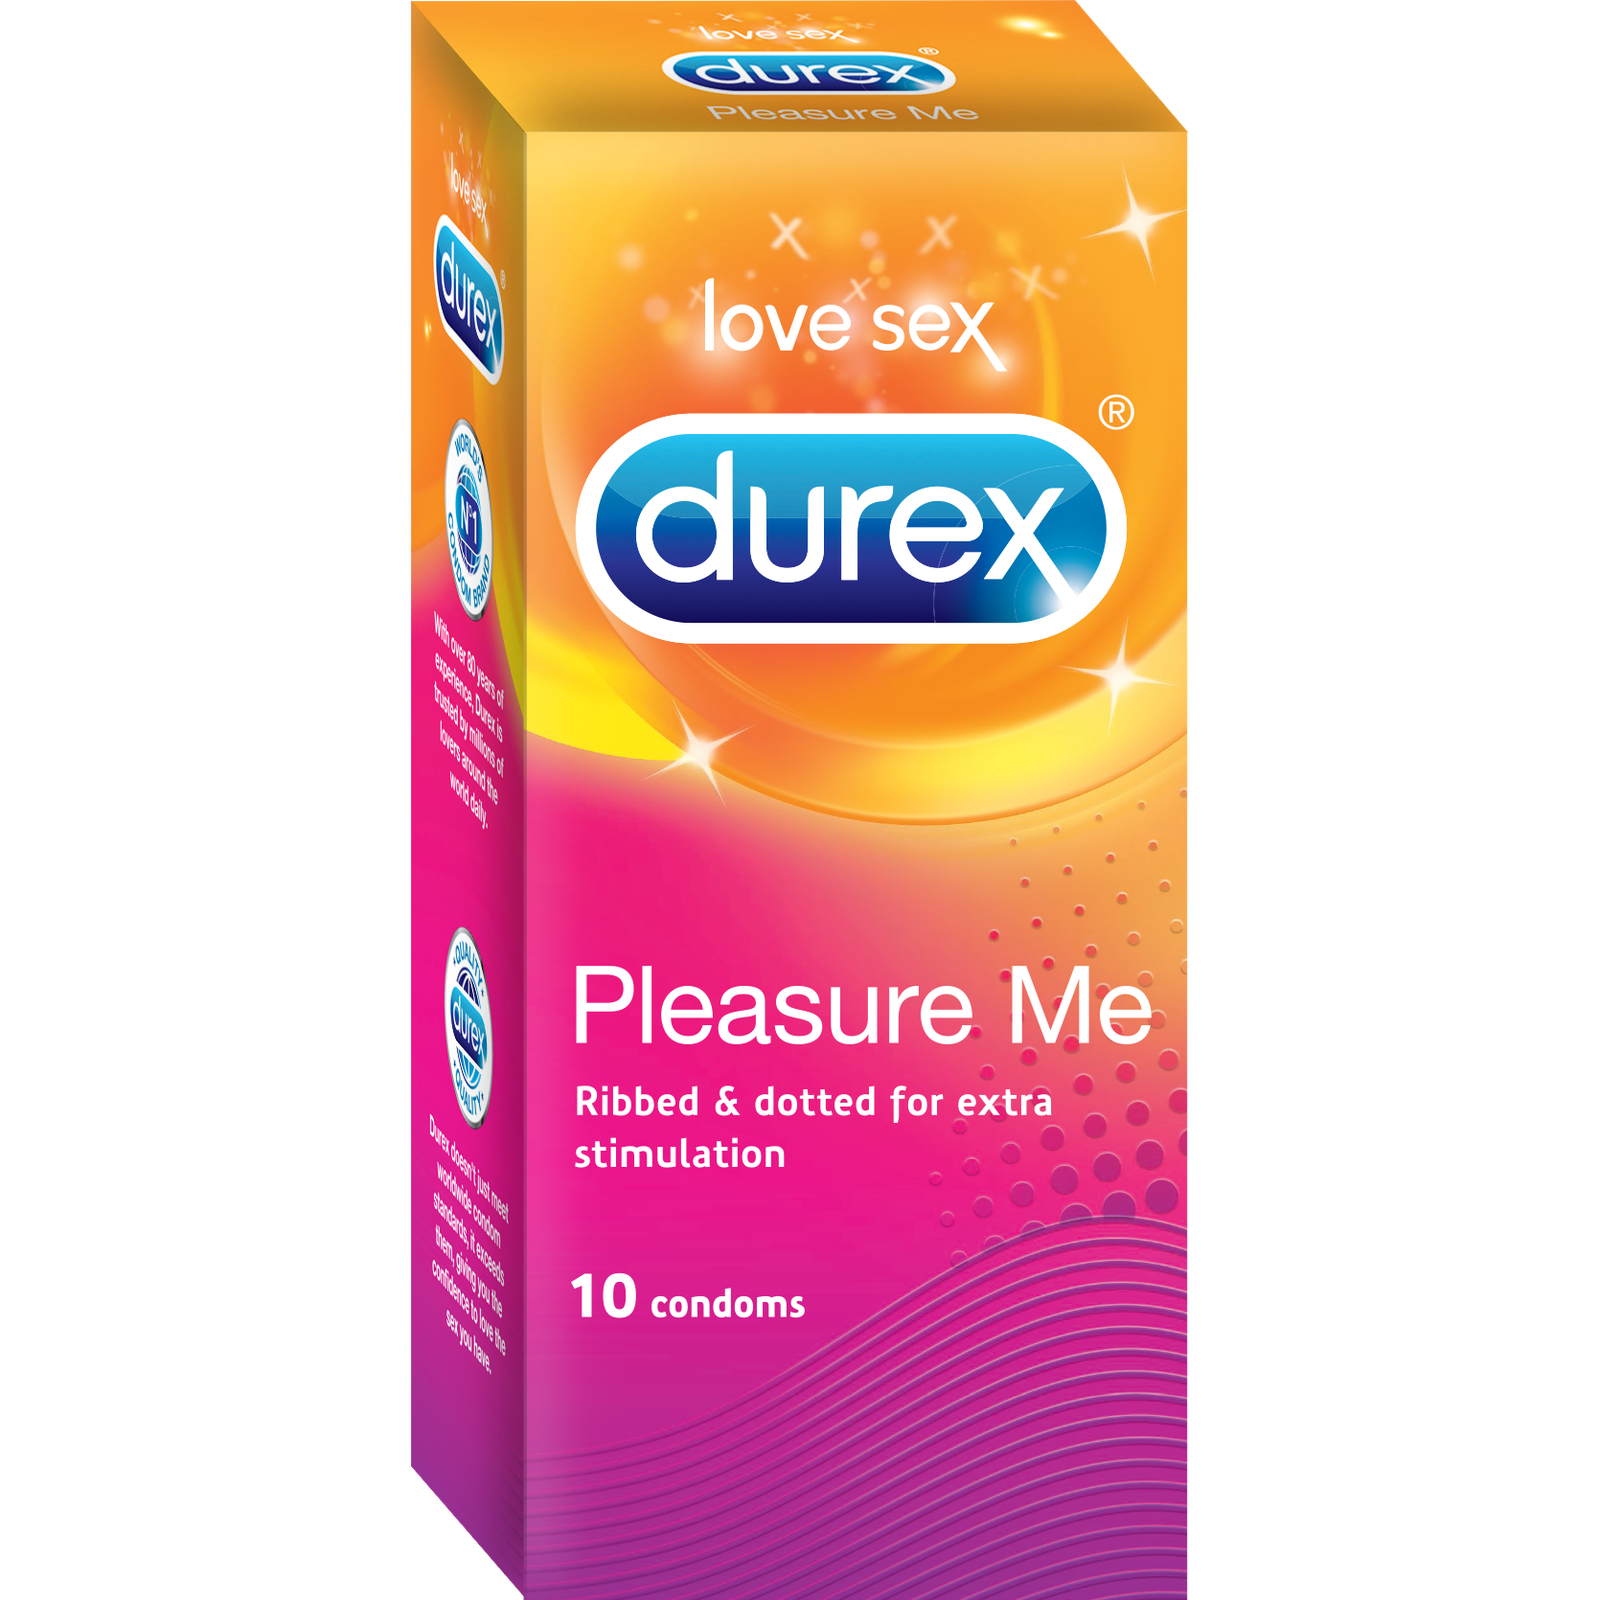 love sex
durex®
Pleasure Me
love sex
durex®
WORLD'S
Nº1
CONDOM BRAND
With over 80 years of
experience, Durex is
trusted by millions of
lovers around the
world daily.
QUALITY
durex
QUALITY
Durex doesn't just meet
worldwide condom
standards, it exceeds
them, giving you the
confidence to love the
sex you have.
love sex
durex®
Pleasure Me
Ribbed & dotted for extra
stimulation
10 condoms